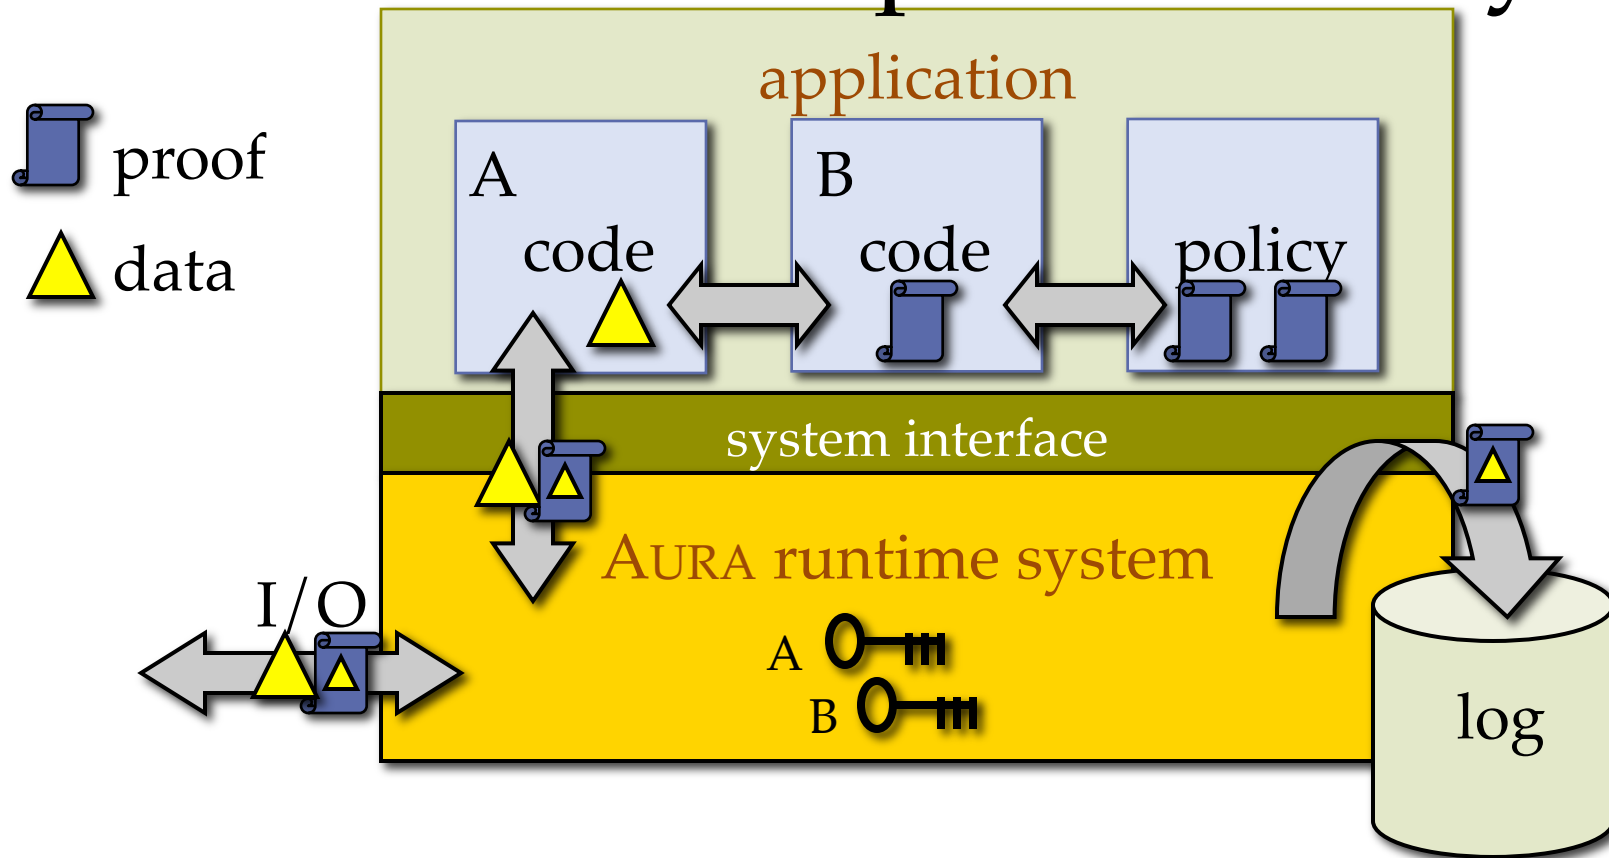 application
proof
data
A
code
B
code
policy
system interface
AURA runtime system
I/O
A
B
log